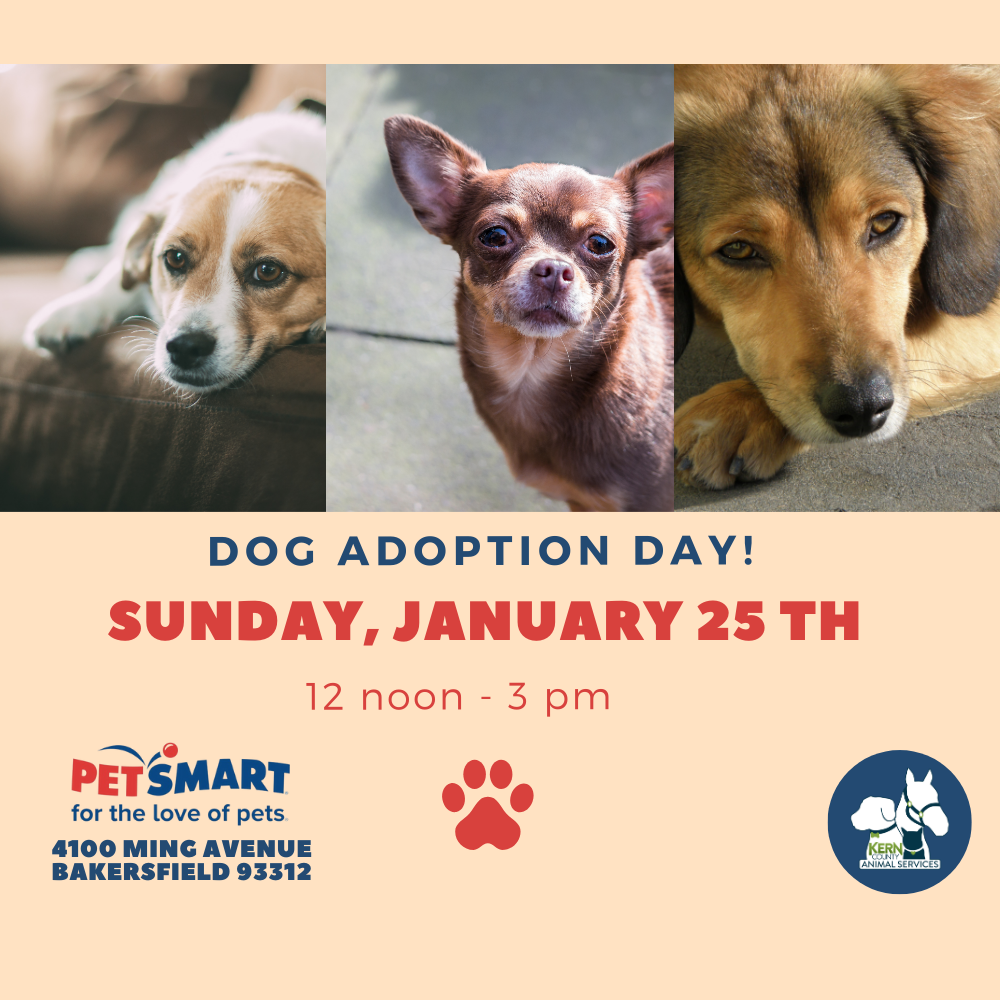 DOG ADOPTION DAY!
SUNDAY, JANUARY 25 TH
12 noon - 3 pm
PETSMART
for the love of pets.
4100 MING AVENUE
BAKERSFIELD 93312
KERN
COUNTY
ANIMAL SERVICES